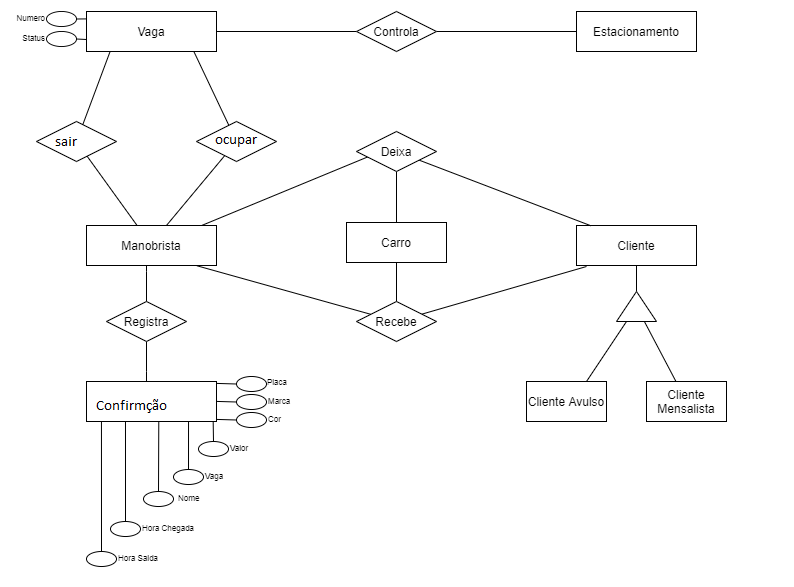 Numero
Status
Vaga
Controla
Estacionamento
sair
ocupar
Deixa
Manobrista
Carro
Cliente
Registra
Recebe
Confirmção
Placa
Marca
Cor
Cliente Avulso
Cliente
Mensalista
Valor
Vaga
Nome
Hora Chegada
Hora Saida